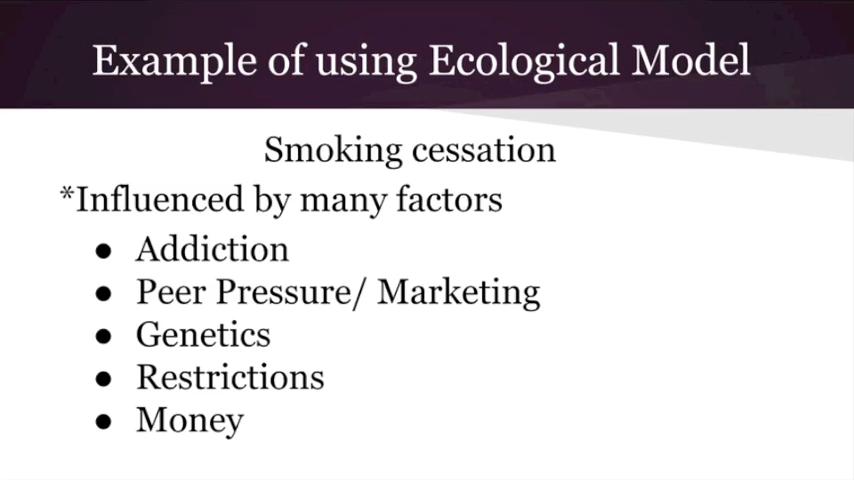 Example of using Ecological Model
Smoking cessation
*Influenced by many factors
● Addiction
● Peer Pressure/ Marketing
● Genetics
● Restrictions
● Money